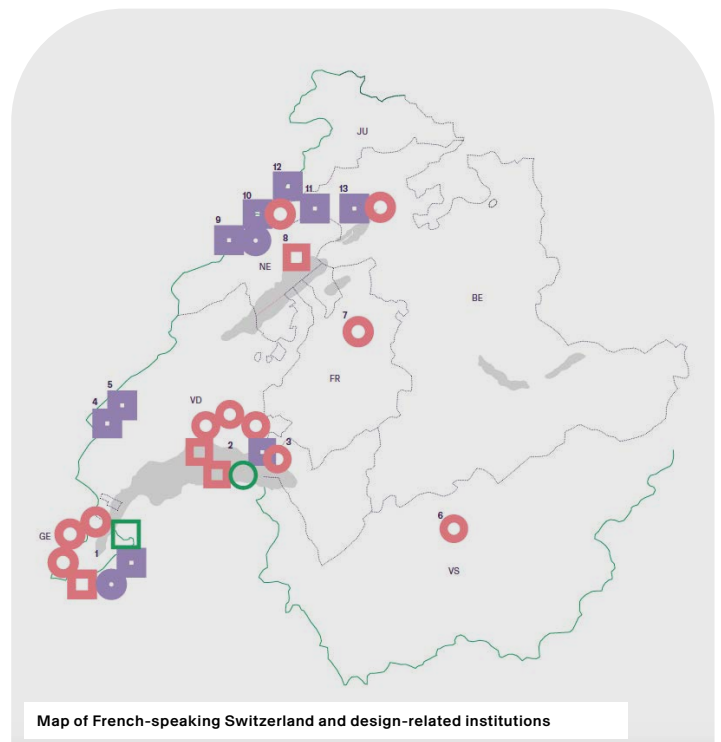 JU
12
10
11
13
9
8
NE
BE
7
FR
5
4
VD
2
3
6
GE
1
VS
Map of French-speaking Switzerland and design-related institutions